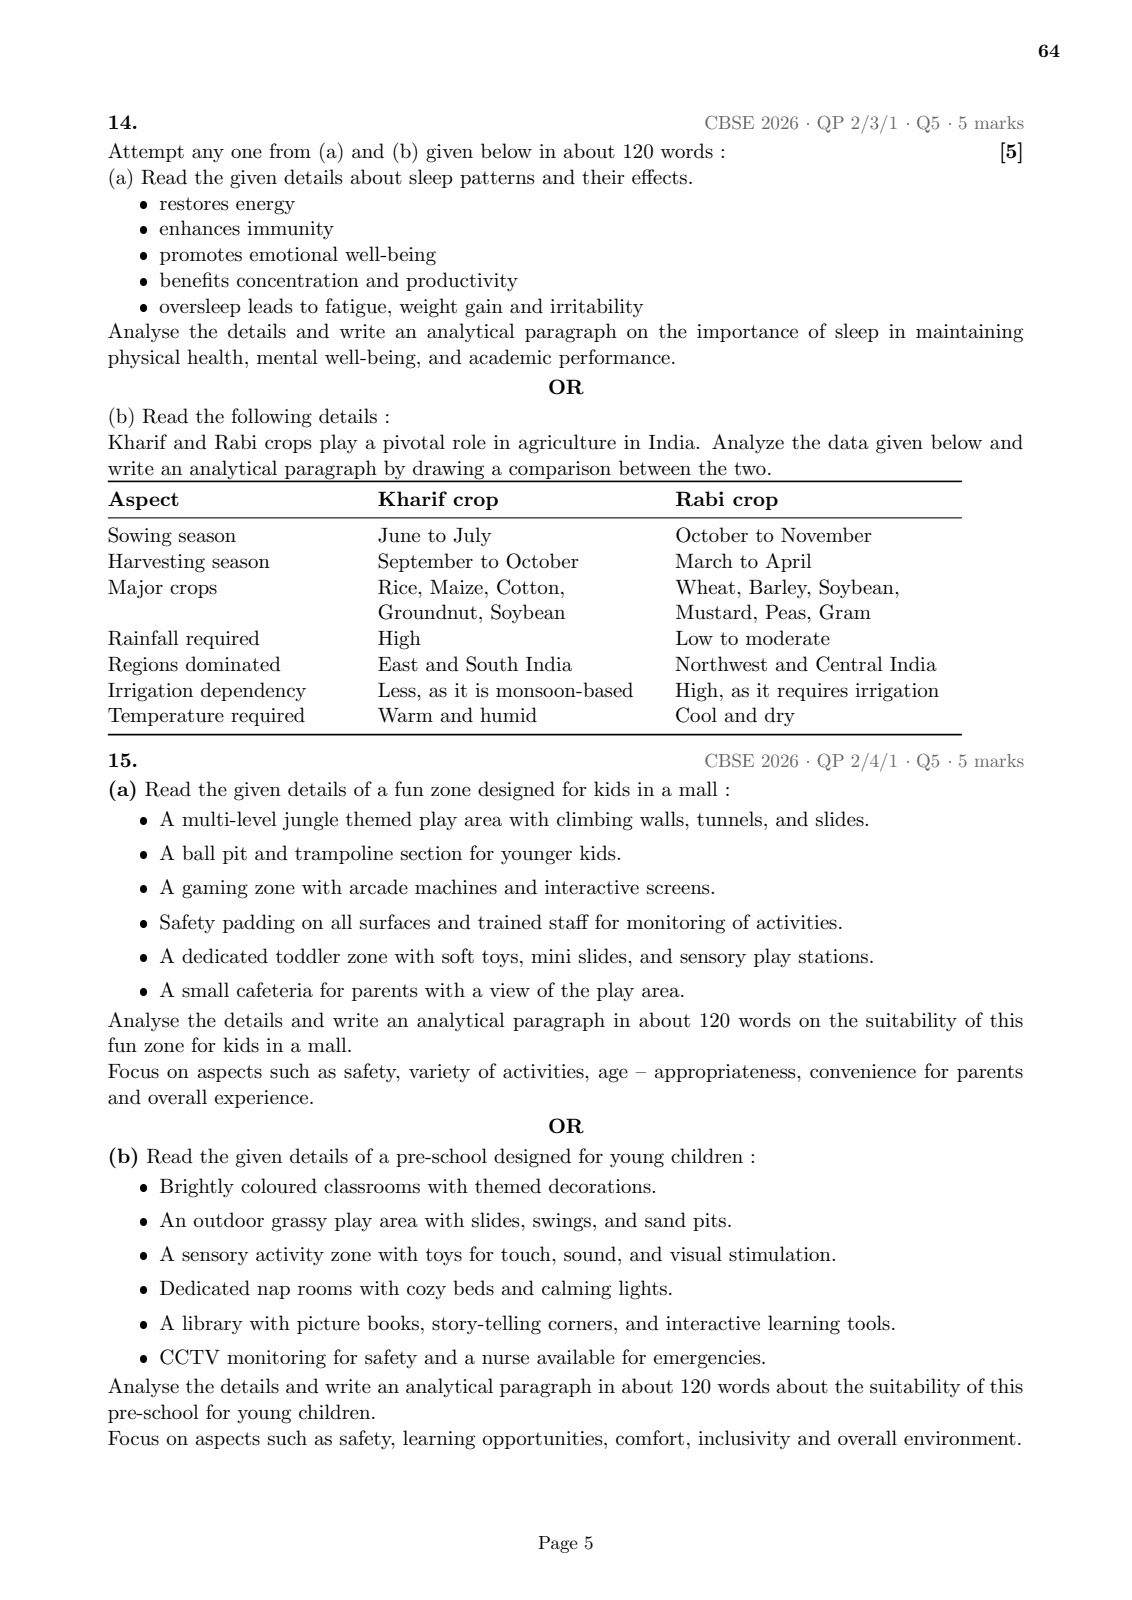 64
14. CBSE 2026 · QP 2/3/1 · Q5 · 5 marks
Attempt any one from (a) and (b) given below in about 120 words : [5]
(a) Read the given details about sleep patterns and their effects.
• restores energy
• enhances immunity
• promotes emotional well-being
• benefits concentration and productivity
• oversleep leads to fatigue, weight gain and irritability
Analyse the details and write an analytical paragraph on the importance of sleep in maintaining
physical health, mental well-being, and academic performance.
OR
(b) Read the following details :
Kharif and Rabi crops play a pivotal role in agriculture in India. Analyze the data given below and
write an analytical paragraph by drawing a comparison between the two.
Aspect Kharif crop Rabi crop
Sowing season June to July October to November
Harvesting season September to October March to April
Major crops Rice, Maize, Cotton, Wheat, Barley, Soybean,
Groundnut, Soybean Mustard, Peas, Gram
Rainfall required High Low to moderate
Regions dominated East and South India Northwest and Central India
Irrigation dependency Less, as it is monsoon-based High, as it requires irrigation
Temperature required Warm and humid Cool and dry
15. CBSE 2026 · QP 2/4/1 · Q5 · 5 marks
(a) Read the given details of a fun zone designed for kids in a mall :
• A multi-level jungle themed play area with climbing walls, tunnels, and slides.
• A ball pit and trampoline section for younger kids.
• A gaming zone with arcade machines and interactive screens.
• Safety padding on all surfaces and trained staff for monitoring of activities.
• A dedicated toddler zone with soft toys, mini slides, and sensory play stations.
• A small cafeteria for parents with a view of the play area.
Analyse the details and write an analytical paragraph in about 120 words on the suitability of this
fun zone for kids in a mall.
Focus on aspects such as safety, variety of activities, age – appropriateness, convenience for parents
and overall experience.
OR
(b) Read the given details of a pre-school designed for young children :
• Brightly coloured classrooms with themed decorations.
• An outdoor grassy play area with slides, swings, and sand pits.
• A sensory activity zone with toys for touch, sound, and visual stimulation.
• Dedicated nap rooms with cozy beds and calming lights.
• A library with picture books, story-telling corners, and interactive learning tools.
• CCTV monitoring for safety and a nurse available for emergencies.
Analyse the details and write an analytical paragraph in about 120 words about the suitability of this
pre-school for young children.
Focus on aspects such as safety, learning opportunities, comfort, inclusivity and overall environment.
Page 5